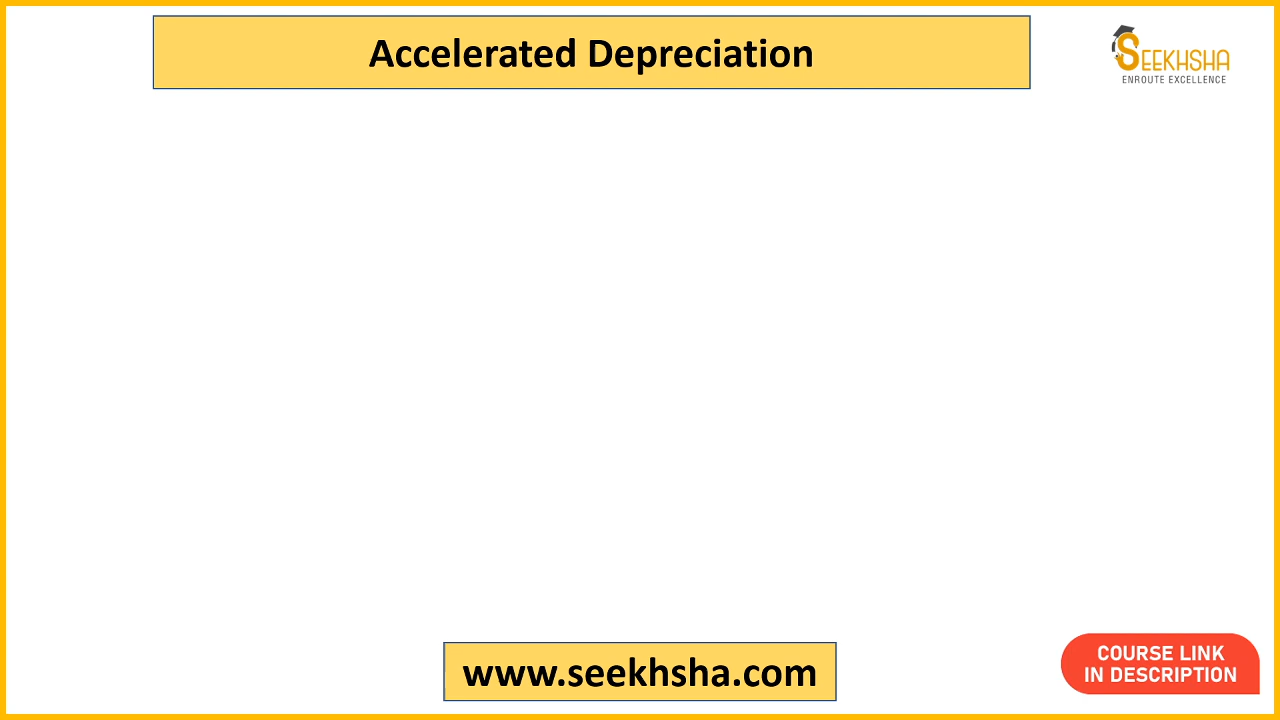 Accelerated Depreciation
SEEKHSHA
ENROUTE EXCELLENCE
www.seekhsha.com
COURSE LINK
IN DESCRIPTION